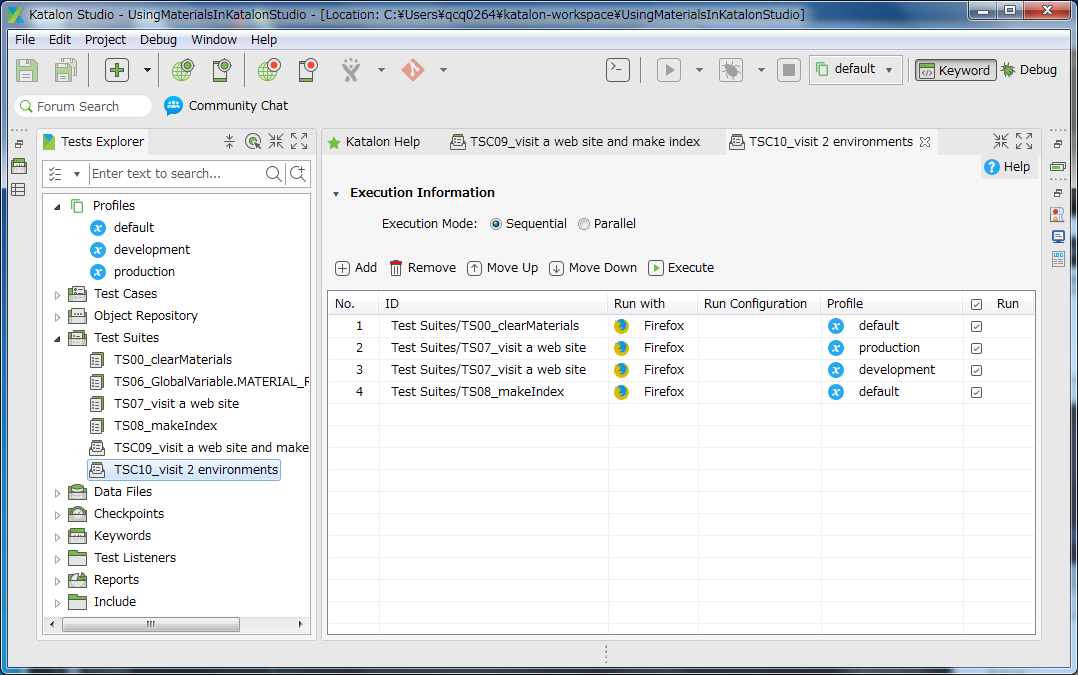 Katalon Studio - UsingMaterialsInKatalonStudio - [Location: C:¥Users¥qcq0264¥katalon-workspace¥UsingMaterialsInKatalonStudio]
File Edit Project Debug Window Help
default
Keyword
Debug
Forum Search
Community Chat
Tests Explorer
Enter text to search...
Profiles
default
development
production
Test Cases
Object Repository
Test Suites
TS00_clearMaterials
TS06_GlobalVariable.MATERIAL_R
TS07_visit a web site
TS08_makeIndex
TSC09_visit a web site and make
TSC10_visit 2 environments
Data Files
Checkpoints
Keywords
Test Listeners
Reports
Include
Katalon Help
TSC09_visit a web site and make index
TSC10_visit 2 environments
Help
Execution Information
Execution Mode: Sequential Parallel
Add Remove Move Up Move Down Execute
No. ID Run with Run Configuration Profile Run
1 Test Suites/TS00_clearMaterials Firefox default
2 Test Suites/TS07_visit a web site Firefox production
3 Test Suites/TS07_visit a web site Firefox development
4 Test Suites/TS08_makeIndex Firefox default
LOG